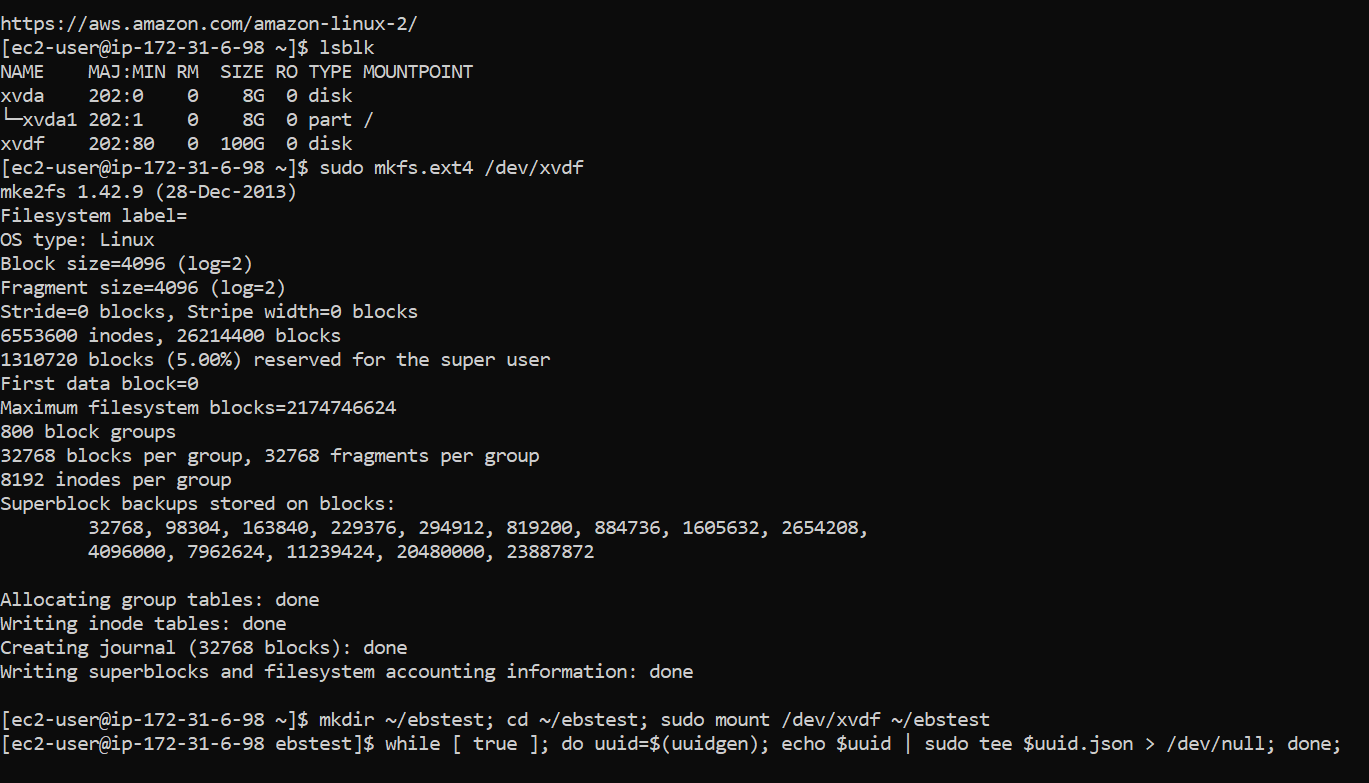 https://aws.amazon.com/amazon-linux-2/
[ec2-user@ip-172-31-6-98 ~]$ lsblk
NAME    MAJ:MIN RM  SIZE RO TYPE MOUNTPOINT
xvda    202:0    0    8G  0 disk
└─xvda1 202:1    0    8G  0 part /
xvdf    202:80   0  100G  0 disk
[ec2-user@ip-172-31-6-98 ~]$ sudo mkfs.ext4 /dev/xvdf
mke2fs 1.42.9 (28-Dec-2013)
Filesystem label=
OS type: Linux
Block size=4096 (log=2)
Fragment size=4096 (log=2)
Stride=0 blocks, Stripe width=0 blocks
6553600 inodes, 26214400 blocks
1310720 blocks (5.00%) reserved for the super user
First data block=0
Maximum filesystem blocks=2174746624
800 block groups
32768 blocks per group, 32768 fragments per group
8192 inodes per group
Superblock backups stored on blocks:
        32768, 98304, 163840, 229376, 294912, 819200, 884736, 1605632, 2654208,
        4096000, 7962624, 11239424, 20480000, 23887872
Allocating group tables: done
Writing inode tables: done
Creating journal (32768 blocks): done
Writing superblocks and filesystem accounting information: done
[ec2-user@ip-172-31-6-98 ~]$ mkdir ~/ebstest; cd ~/ebstest; sudo mount /dev/xvdf ~/ebstest
[ec2-user@ip-172-31-6-98 ebstest]$ while [ true ]; do uuid=$(uuidgen); echo $uuid | sudo tee $uuid.json > /dev/null; done;